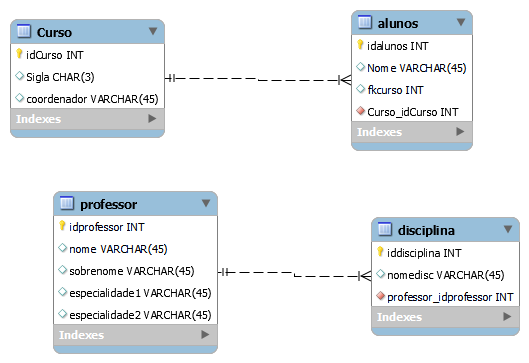 Curso
idCurso INT
Sigla CHAR(3)
coordenador VARCHAR(45)
Indexes
alunos
idalunos INT
Nome VARCHAR(45)
fkcurso INT
Curso_idCurso INT
Indexes
professor
idprofessor INT
nome VARCHAR(45)
sobrenome VARCHAR(45)
especialidade1 VARCHAR(45)
especialidade2 VARCHAR(45)
Indexes
disciplina
iddisciplina INT
nomedisc VARCHAR(45)
professor_idprofessor INT
Indexes